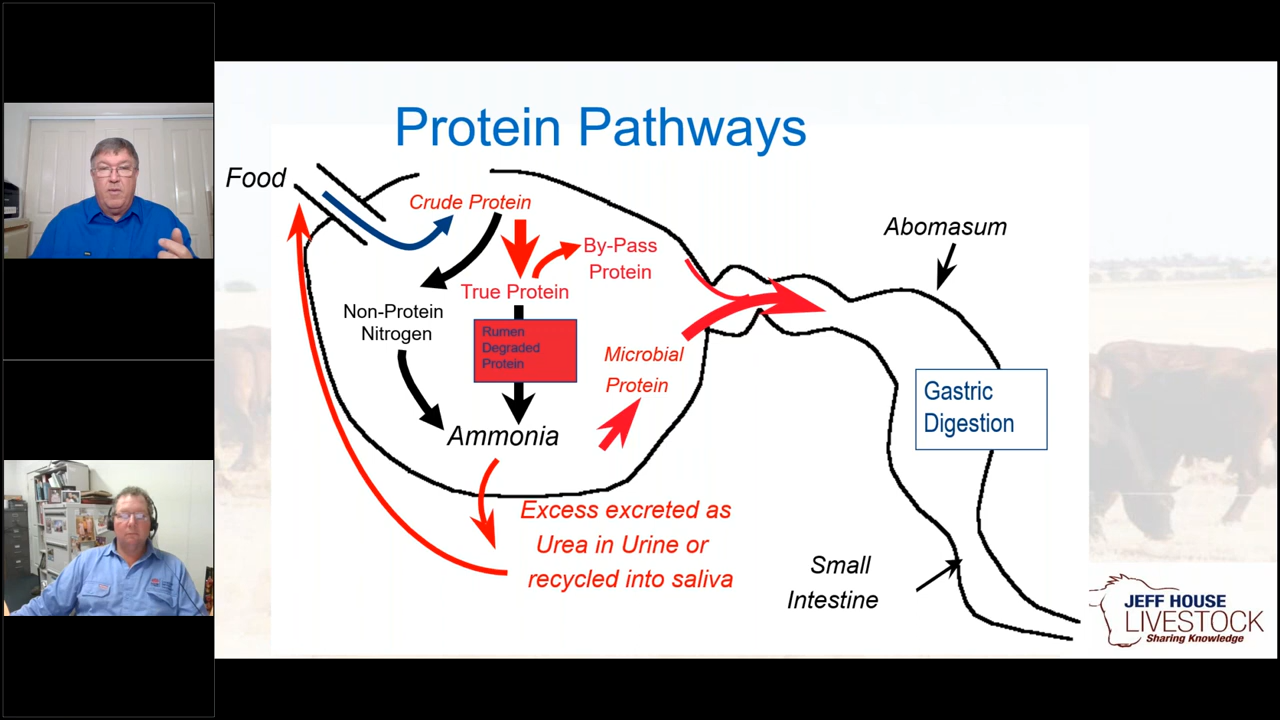 Protein Pathways
Food
Crude Protein
By-Pass
Protein
True Protein
Non-Protein
Nitrogen
Rumen
Degraded
Protein
Microbial
Protein
Ammonia
Excess excreted as
Urea in Urine or
recycled into saliva
Abomasum
Gastric
Digestion
Small
Intestine
JEFF HOUSE
LIVESTOCK
Sharing Knowledge